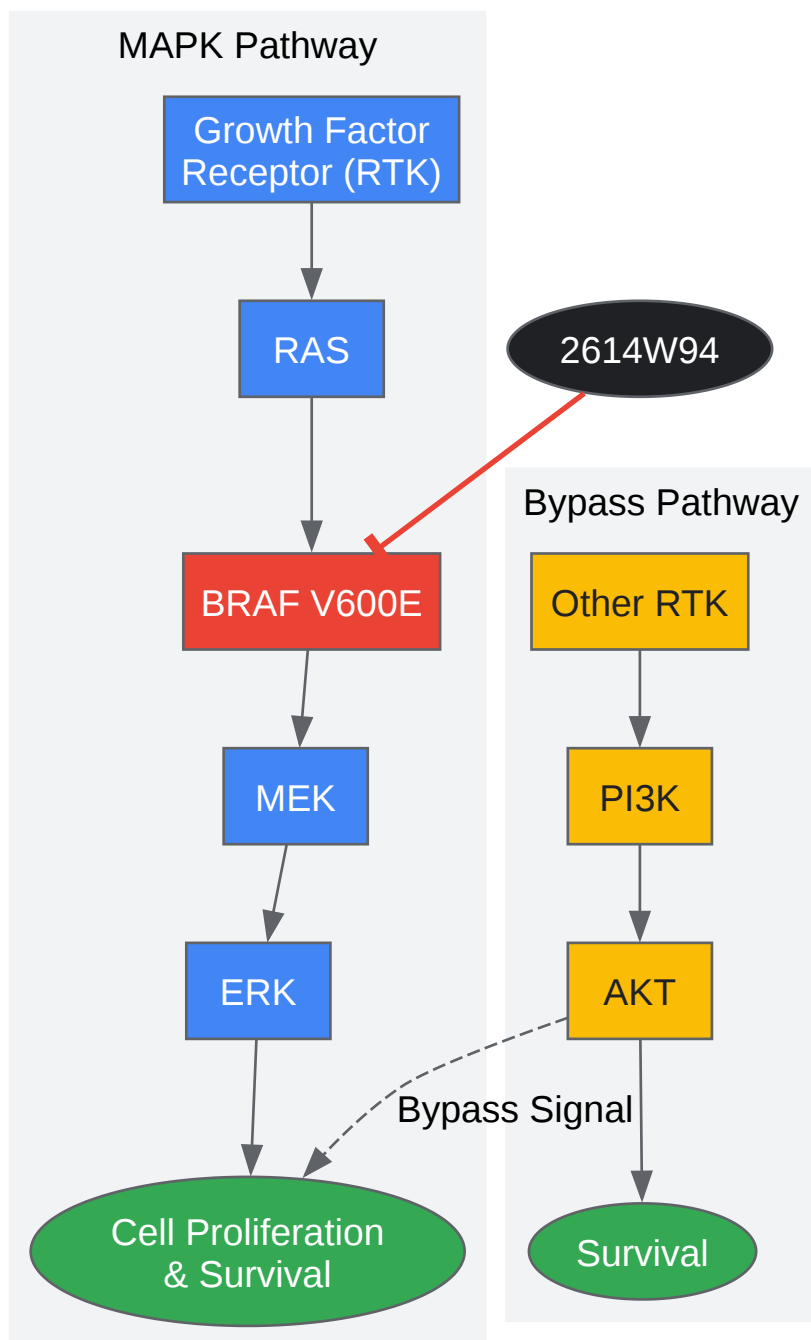 MAPK Pathway
Growth Factor
Receptor (RTK)
RAS
2614W94
Bypass Pathway
BRAF V600E
Other RTK
MEK
PI3K
ERK
AKT
Bypass Signal
Cell Proliferation
& Survival
Survival